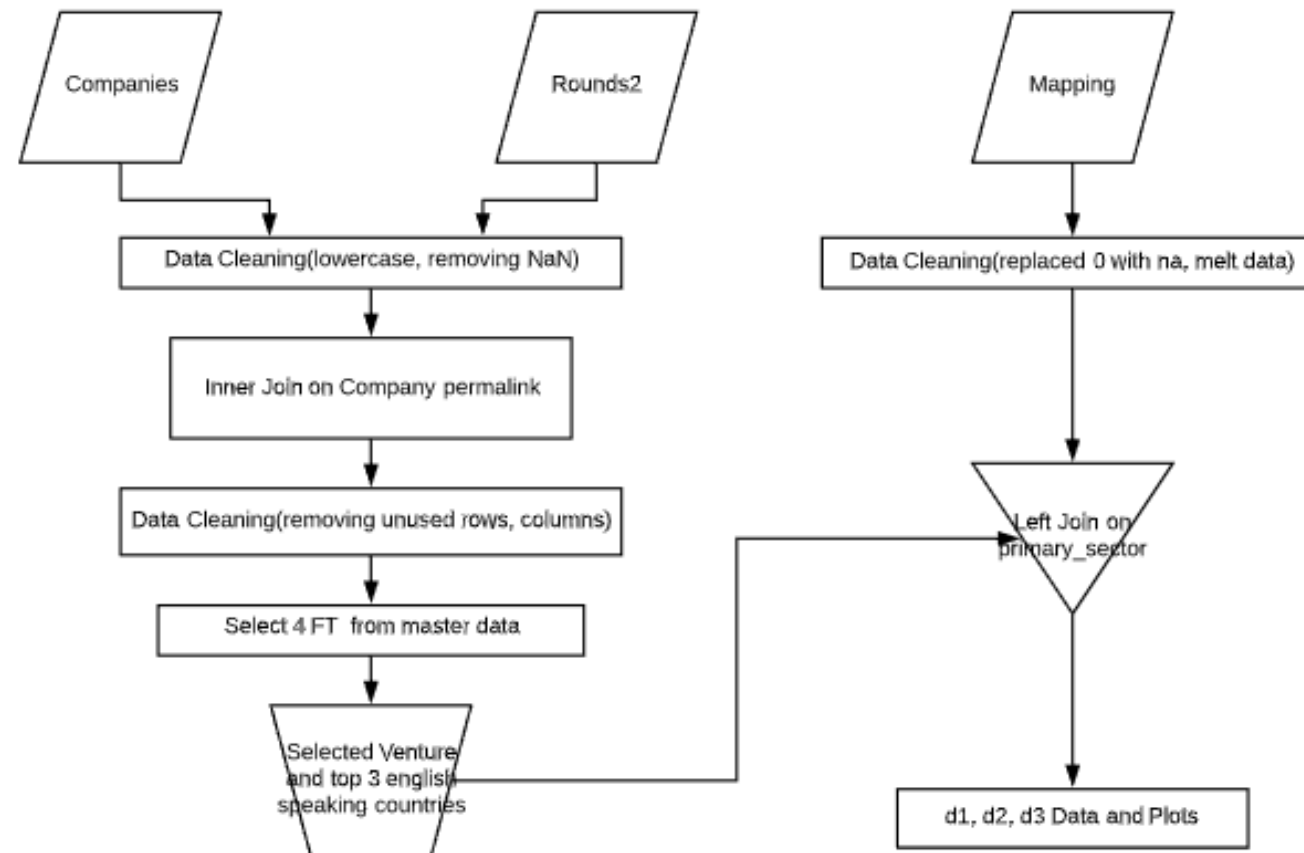 Companies
Rounds2
Mapping
Data Cleaning(lowercase, removing NaN)
Data Cleaning(replaced 0 with na, melt data)
Inner Join on Company permalink
Data Cleaning(removing unused rows, columns)
Left Join on
primary_sector
Select 4 FT from master data
Selected Venture
and top 3 english
speaking countries
d1, d2, d3 Data and Plots